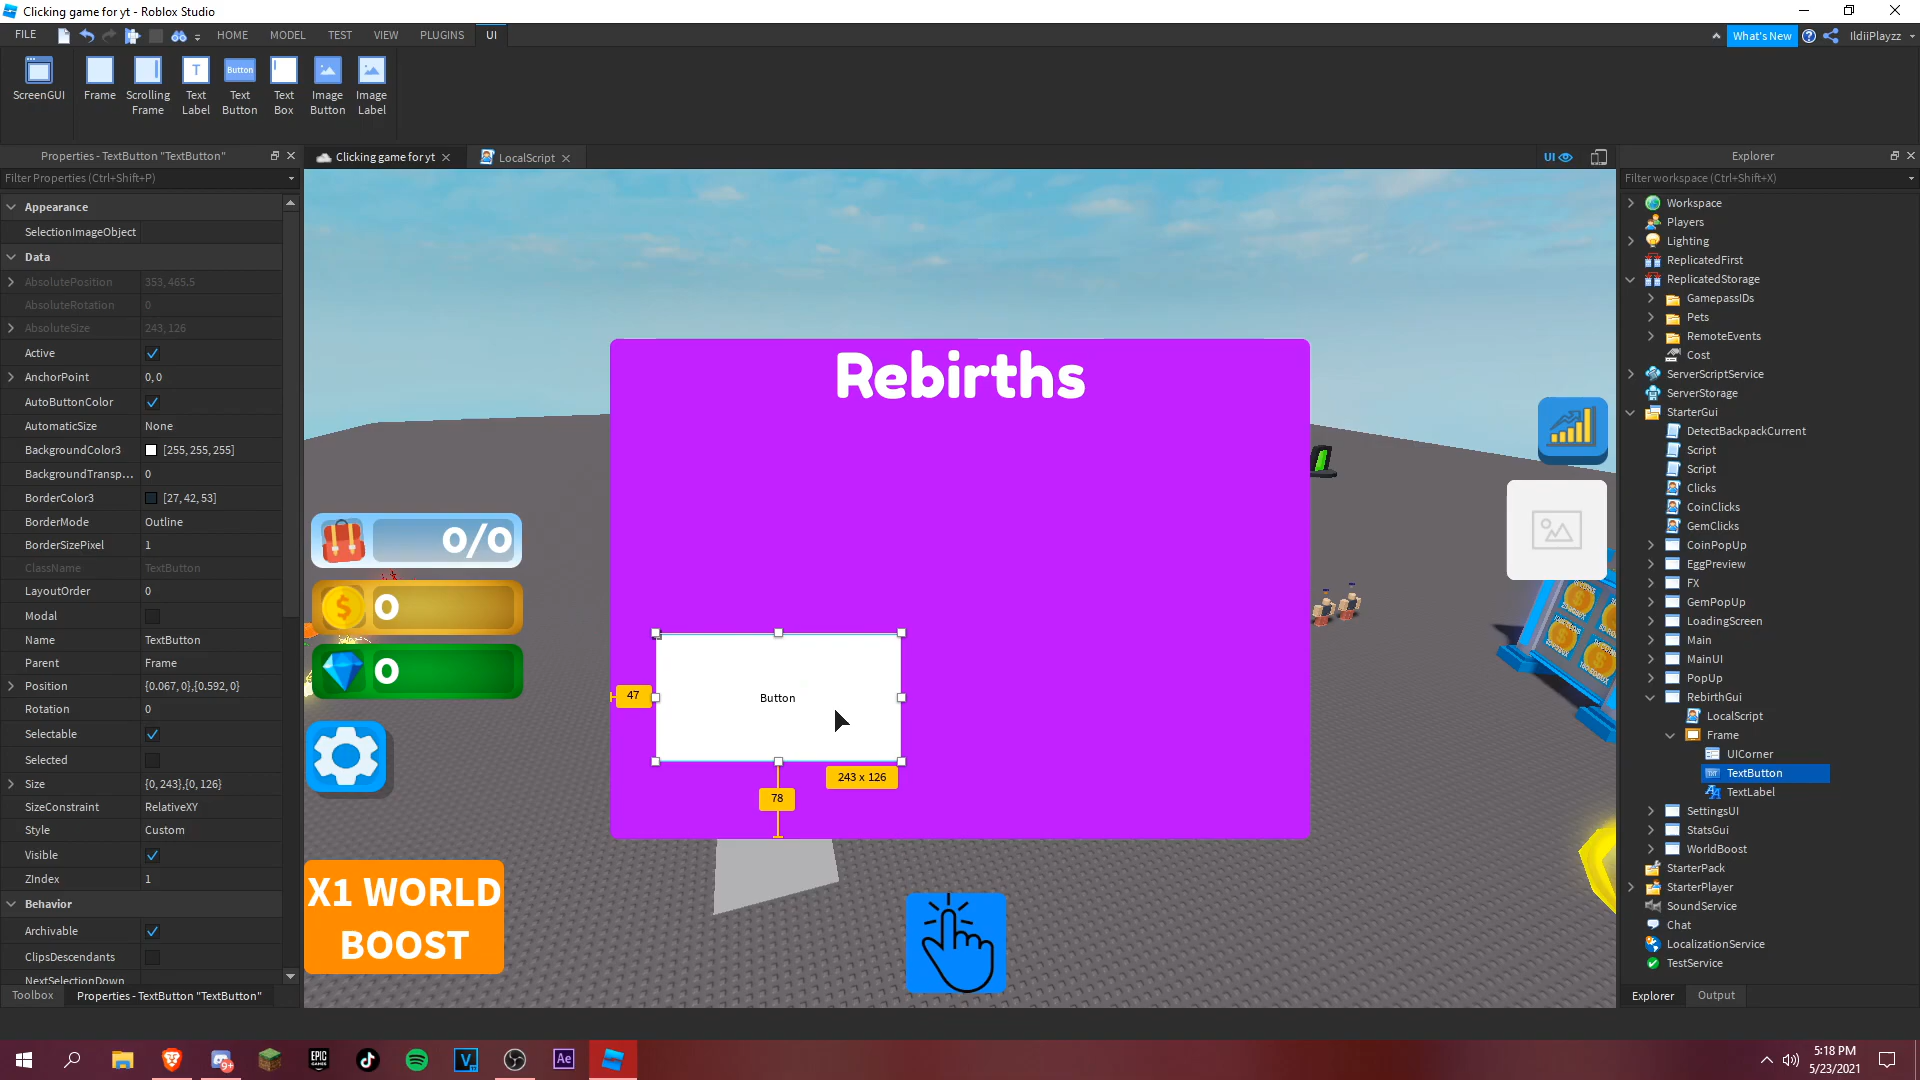 Clicking game for yt - Roblox Studio
FILE
HOME
MODEL
TEST
VIEW
PLUGINS
UI
What's New
IldiiPlayzz
ScreenGUI
Frame
Scrolling
Frame
Text
Label
Button
Text
Button
Text
Box
Image
Button
Image
Label
Properties - TextButton "TextButton"
Filter Properties (Ctrl+Shift+P)
Appearance
SelectionImageObject
Data
AbsolutePosition 353, 465.5
AbsoluteRotation 0
AbsoluteSize 243, 126
Active
AnchorPoint 0, 0
AutoButtonColor
AutomaticSize None
BackgroundColor3 [255, 255, 255]
BackgroundTransp... 0
BorderColor3 [27, 42, 53]
BorderMode Outline
BorderSizePixel 1
ClassName TextButton
LayoutOrder 0
Modal
Name TextButton
Parent Frame
Position {0.067, 0},{0.592, 0}
Rotation 0
Selectable
Selected
Size {0, 243},{0, 126}
SizeConstraint RelativeXY
Style Custom
Visible
ZIndex 1
Behavior
Archivable
ClipsDescendants
NextSelectionDown
Toolbox
Properties - TextButton "TextButton"
Clicking game for yt
LocalScript
UI
Rebirths
0/0
0
0
47
Button
243 x 126
78
X1 WORLD
BOOST
Explorer
Filter workspace (Ctrl+Shift+X)
Workspace
Players
Lighting
ReplicatedFirst
ReplicatedStorage
GamepassIDs
Pets
RemoteEvents
Cost
ServerScriptService
ServerStorage
StarterGui
DetectBackpackCurrent
Script
Script
Clicks
CoinClicks
GemClicks
CoinPopUp
EggPreview
FX
GemPopUp
LoadingScreen
Main
MainUI
PopUp
RebirthGui
LocalScript
Frame
UICorner
TextButton
TextLabel
SettingsUI
StatsGui
WorldBoost
StarterPack
StarterPlayer
SoundService
Chat
LocalizationService
TestService
Explorer
Output
9+
EPIC
GAMES
V
Ae
5:18 PM
5/23/2021